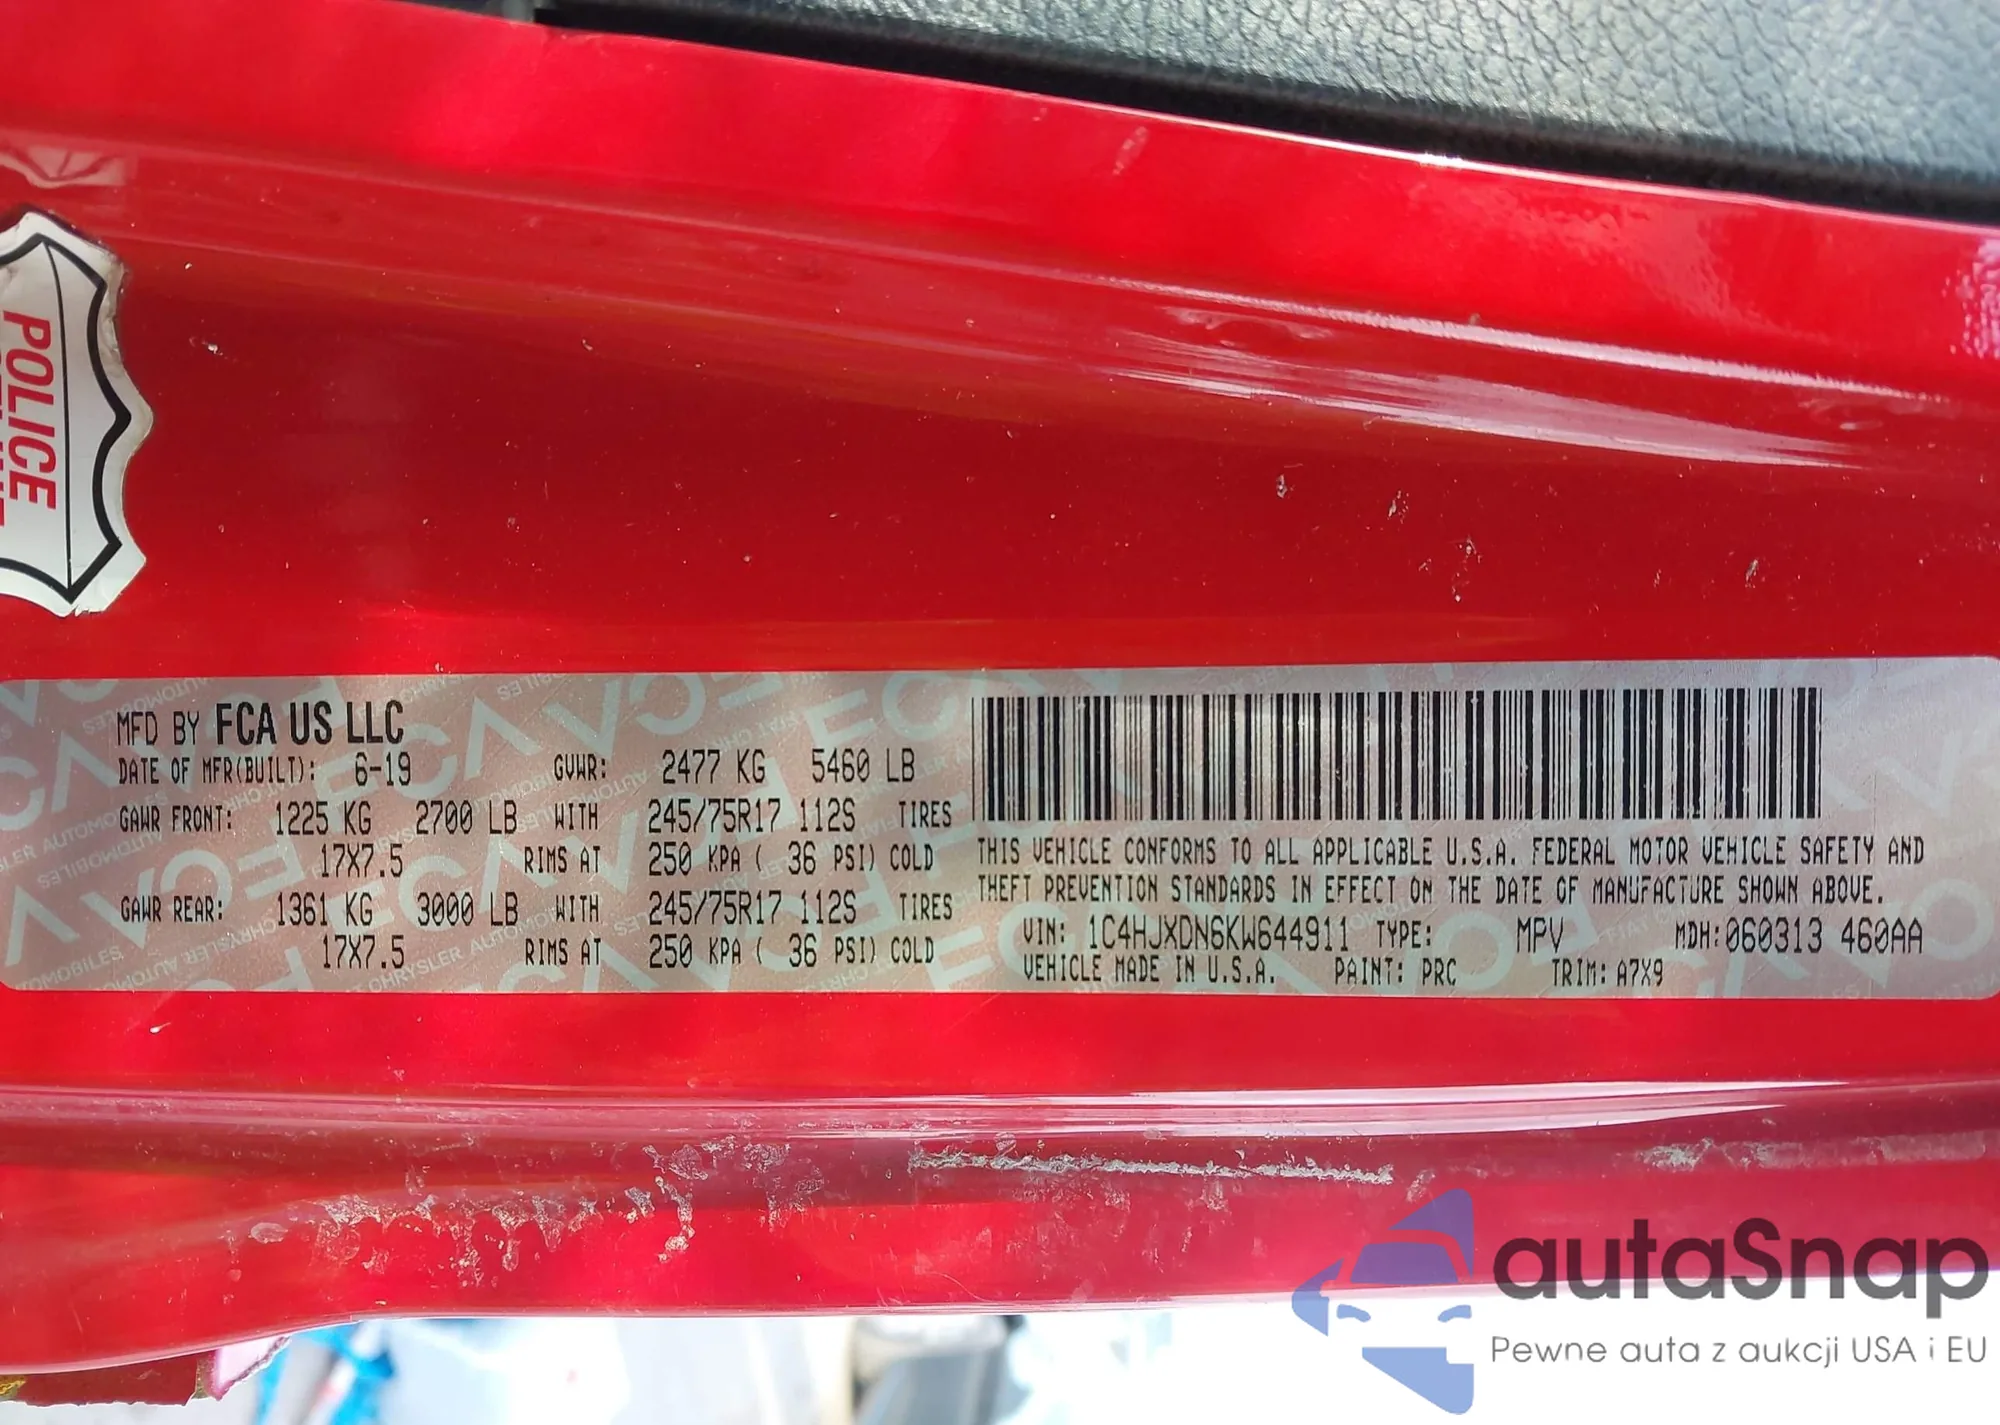 POLICE
MFD BY FCA US LLC
DATE OF MFR(BUILT): 6-19 GVWR: 2477 KG 5460 LB
GAWR FRONT: 1225 KG 2700 LB WITH 245/75R17 112S TIRES
17X7.5 RIMS AT 250 KPA ( 36 PSI) COLD
GAWR REAR: 1361 KG 3000 LB WITH 245/75R17 112S TIRES
17X7.5 RIMS AT 250 KPA ( 36 PSI) COLD
THIS VEHICLE CONFORMS TO ALL APPLICABLE U.S.A. FEDERAL MOTOR VEHICLE SAFETY AND
THEFT PREVENTION STANDARDS IN EFFECT ON THE DATE OF MANUFACTURE SHOWN ABOVE.
VIN: 1C4HJXDN6KW644911 TYPE: MPV MDH:060313 460AA
VEHICLE MADE IN U.S.A. PAINT: PRC TRIM: A7X9
autaSnap
Pewne auta z aukcji USA i EU